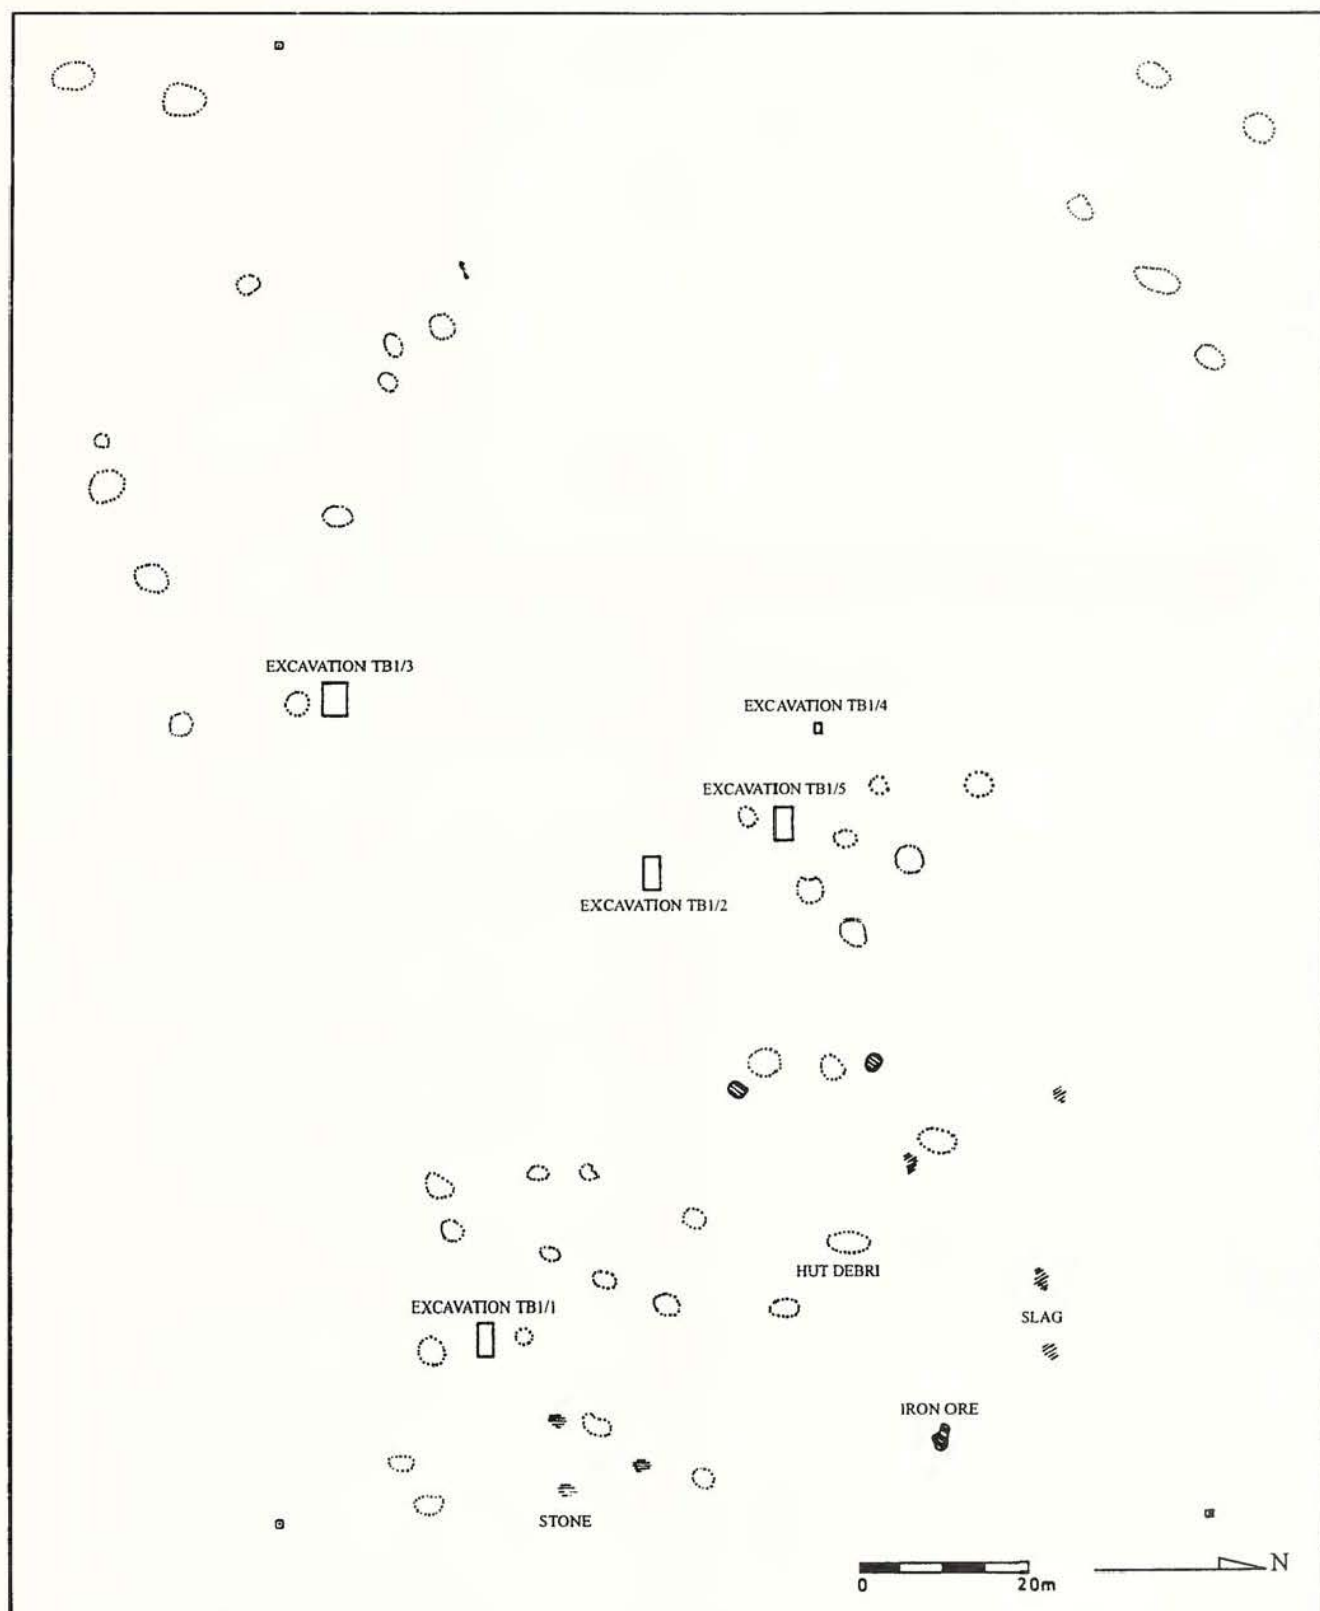 EXCAVATION TB1/3
EXCAVATION TB1/4
EXCAVATION TB1/5
EXCAVATION TB1/2
HUT DEBRI
EXCAVATION TB1/1
SLAG
IRON ORE
STONE
N
0 20m